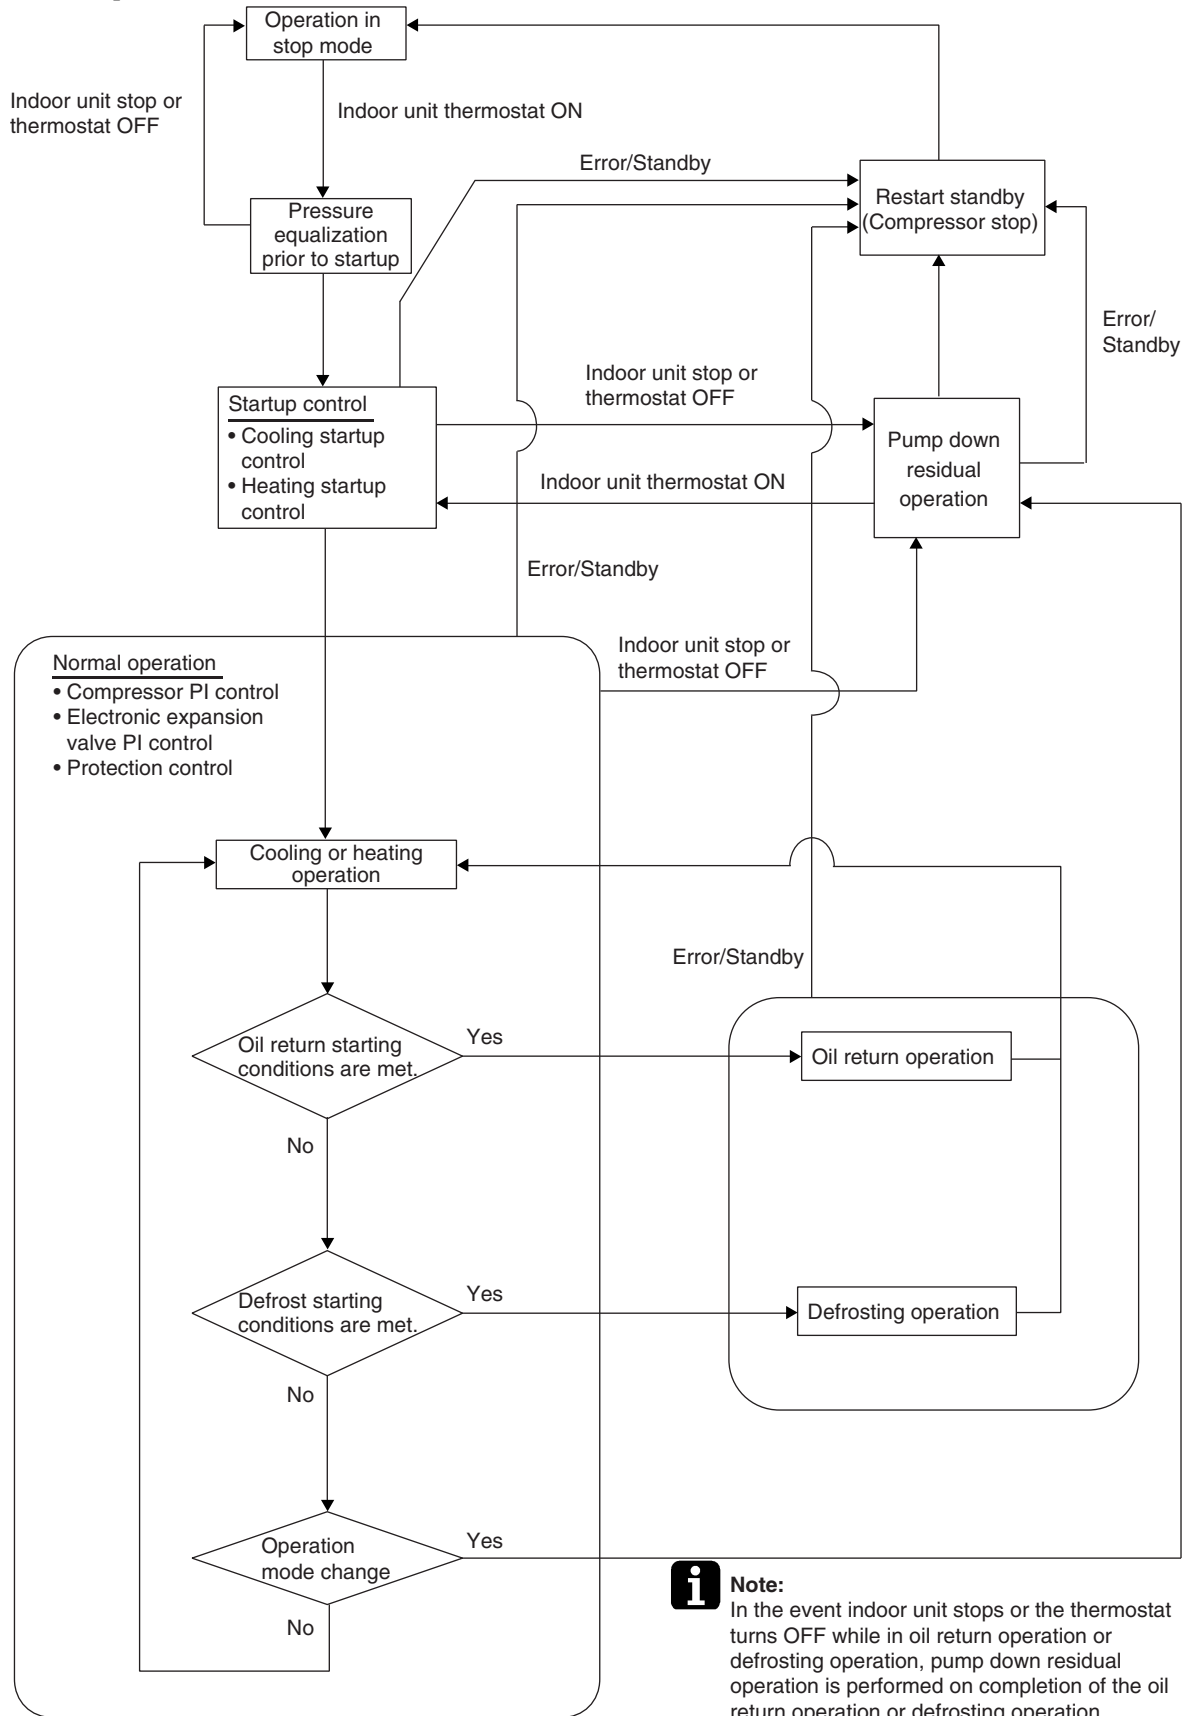 Operation in
stop mode
Indoor unit stop or
thermostat OFF
Indoor unit thermostat ON
Error/Standby
Pressure
equalization
prior to startup
Restart standby
(Compressor stop)
Error/
Standby
Indoor unit stop or
thermostat OFF
Startup control
• Cooling startup
control
• Heating startup
control
Pump down
residual
operation
Indoor unit thermostat ON
Error/Standby
Indoor unit stop or
thermostat OFF
Normal operation
• Compressor PI control
• Electronic expansion
valve PI control
• Protection control
Cooling or heating
operation
Error/Standby
Oil return starting
conditions are met.
Yes
Oil return operation
No
Defrost starting
conditions are met.
Yes
Defrosting operation
No
Operation
mode change
Yes
No
i
Note:
In the event indoor unit stops or the thermostat
turns OFF while in oil return operation or
defrosting operation, pump down residual
operation is performed on completion of the oil
return operation or defrosting operation